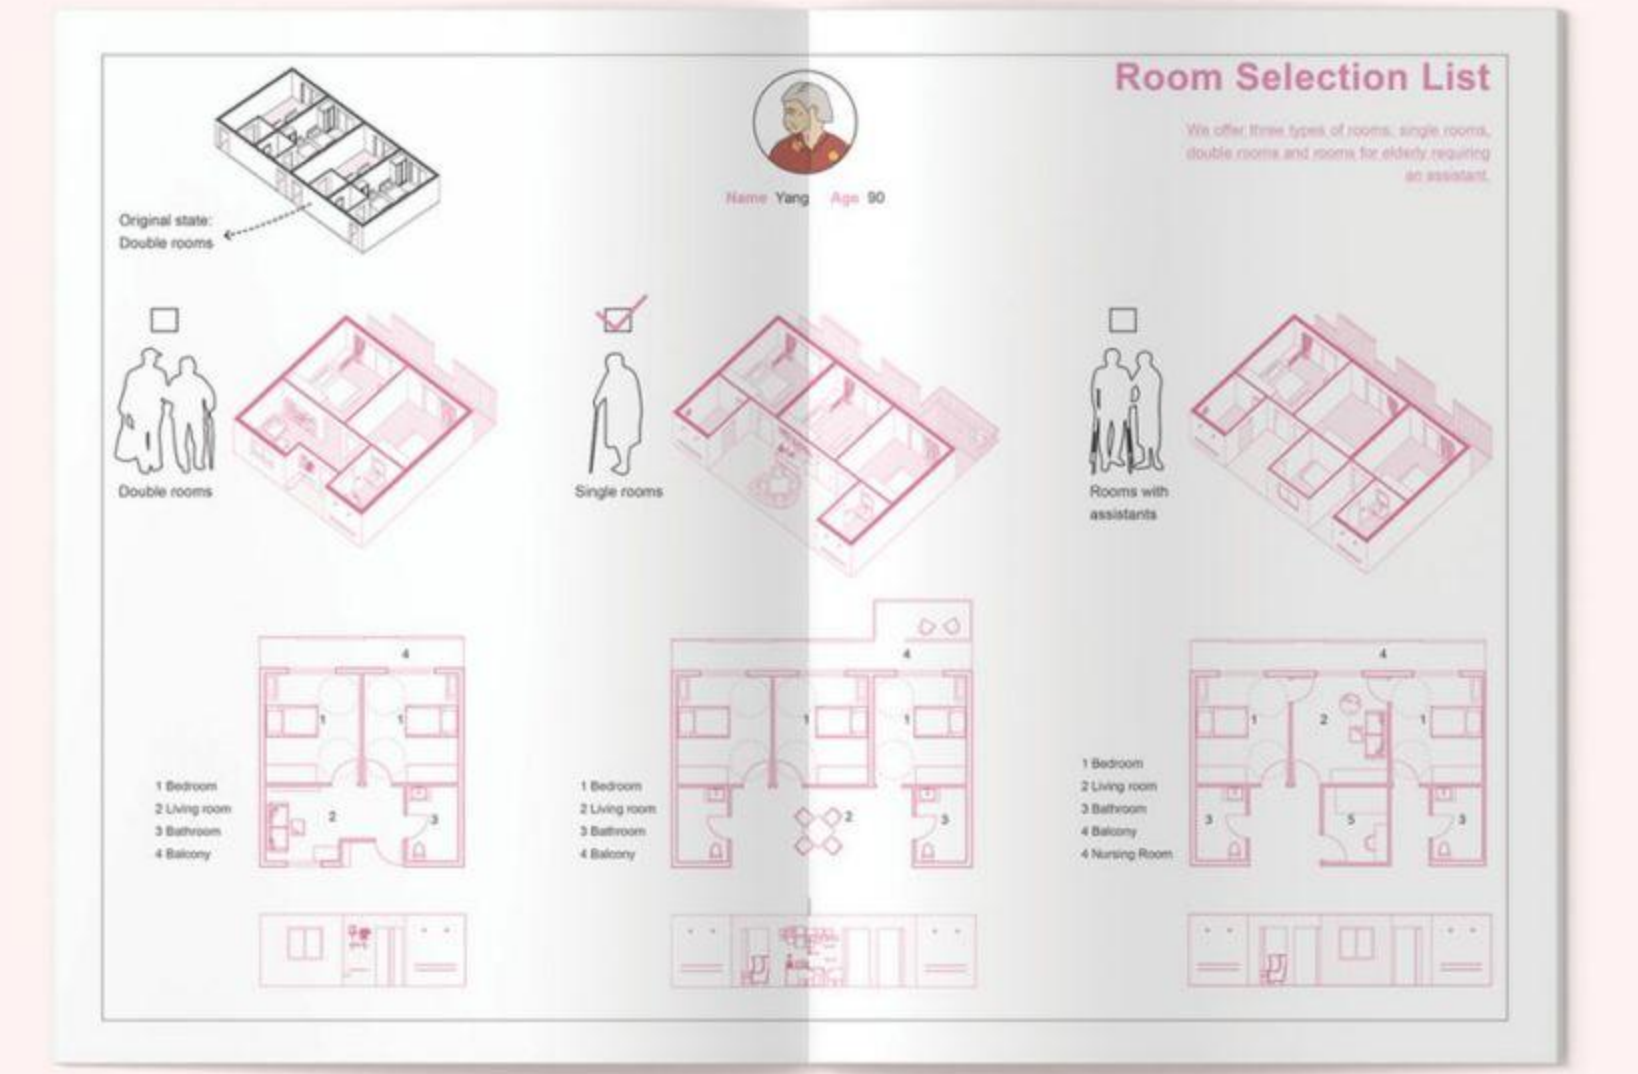 Room Selection List
We offer three types of rooms, single rooms,
double rooms and rooms for elderly requiring
an assistant.
Name Yang Age 90
Original state:
Double rooms
Double rooms
Single rooms
Rooms with
assistants
4
1 1
2 3
1 Bedroom
2 Living room
3 Bathroom
4 Balcony
4
1 1
2 3
1 Bedroom
2 Living room
3 Bathroom
4 Balcony
4
1 2 1
3 5 3
1 Bedroom
2 Living room
3 Bathroom
4 Balcony
4 Nursing Room